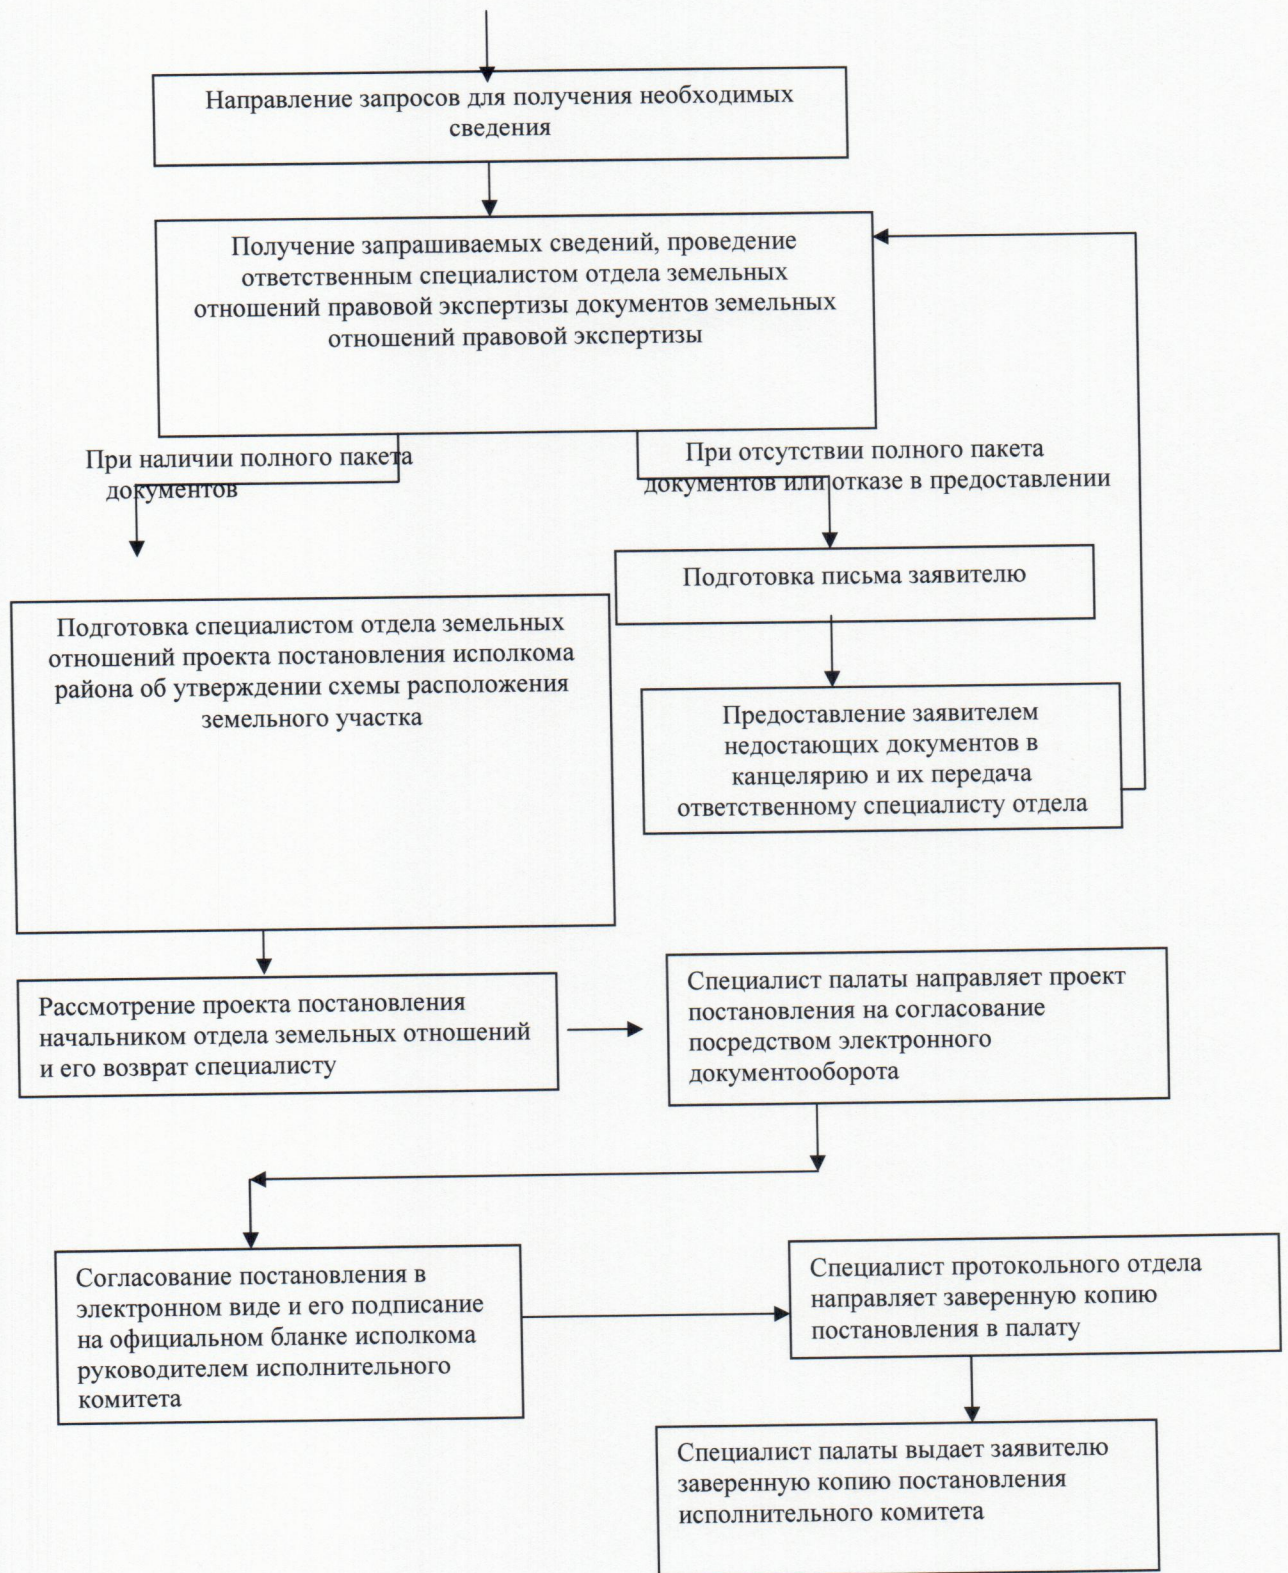 Направление запросов для получения необходимых
сведения
Получение запрашиваемых сведений, проведение
ответственным специалистом отдела земельных
отношений правовой экспертизы документов земельных
отношений правовой экспертизы
При наличии полного пакета
документов
При отсутствии полного пакета
документов или отказе в предоставлении
Подготовка письма заявителю
Подготовка специалистом отдела земельных
отношений проекта постановления исполкома
района об утверждении схемы расположения
земельного участка
Предоставление заявителем
недостающих документов в
канцелярию и их передача
ответственному специалисту отдела
Рассмотрение проекта постановления
начальником отдела земельных отношений
и его возврат специалисту
Специалист палаты направляет проект
постановления на согласование
посредством электронного
документооборота
Согласование постановления в
электронном виде и его подписание
на официальном бланке исполкома
руководителем исполнительного
комитета
Специалист протокольного отдела
направляет заверенную копию
постановления в палату
Специалист палаты выдает заявителю
заверенную копию постановления
исполнительного комитета